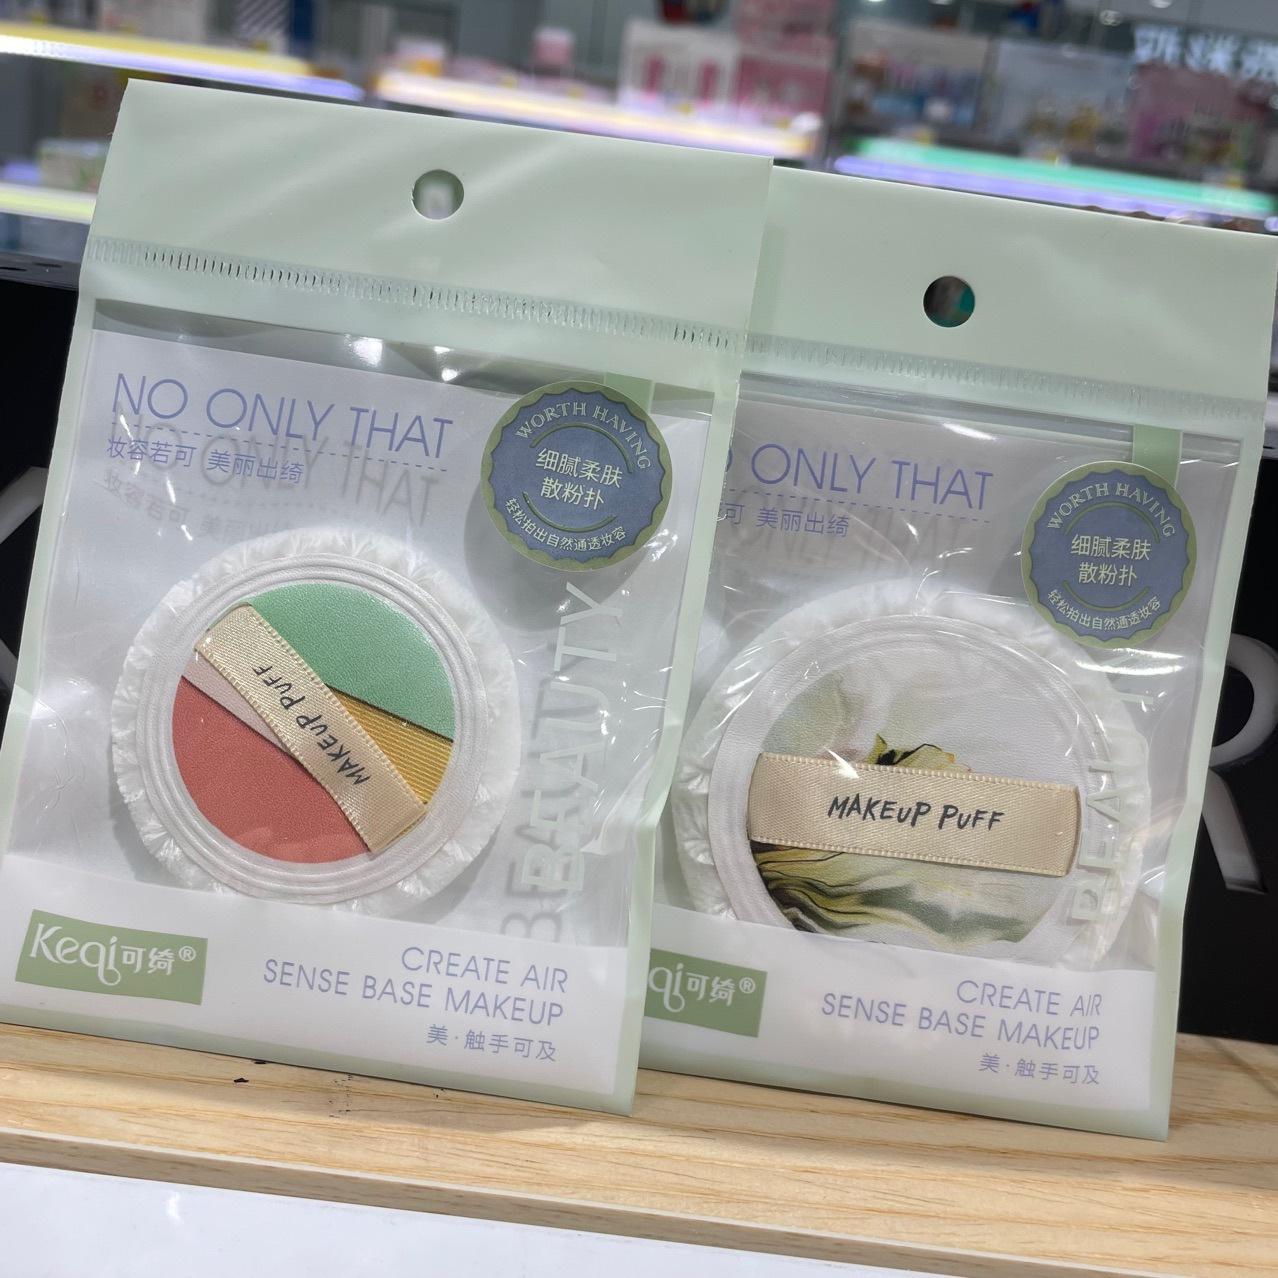 NO ONLY THAT
妆容若可 美丽出绮
WORTH HAVING
细腻柔肤
散粉扑
轻松拍出自然通透妆容
MAKEUP PUFF
BEAUTY
Keqi可绮®
CREATE AIR
SENSE BASE MAKEUP
美·触手可及
ONLY THAT
可 美丽出绮
WORTH HAVING
细腻柔肤
散粉扑
轻松拍出自然通透妆容
MAKEUP PUFF
BEAU
qi可绮®
CREATE AIR
SENSE BASE MAKEUP
美·触手可及